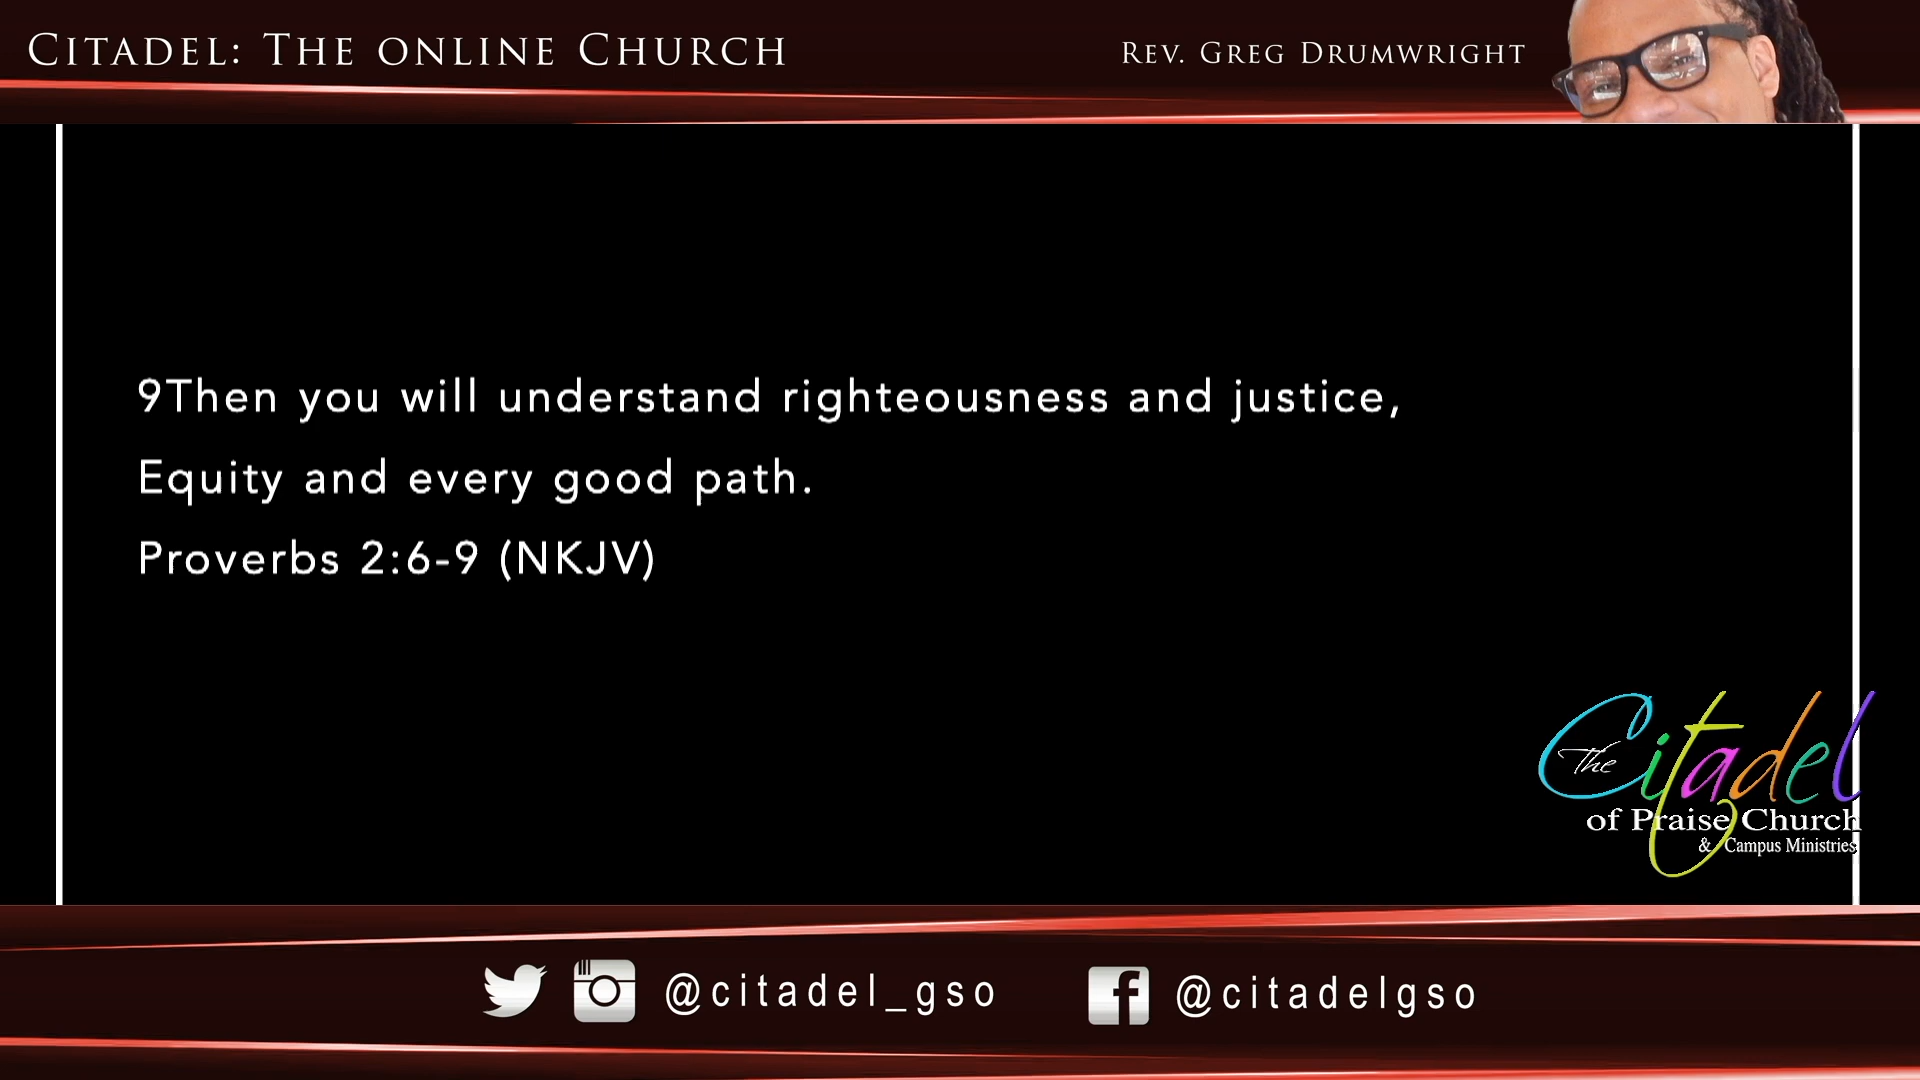 Citadel: The online Church
Rev. Greg Drumwright
9Then you will understand righteousness and justice,
Equity and every good path.
Proverbs 2:6-9 (NKJV)
The Citadel
of Praise Church
& Campus Ministries
@citadel_gso
@citadelgso